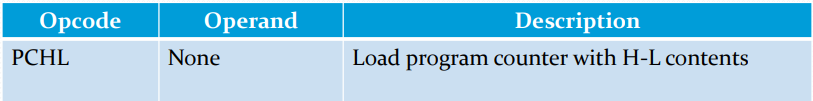 Opcode Operand Description
PCHL None Load program counter with H-L contents